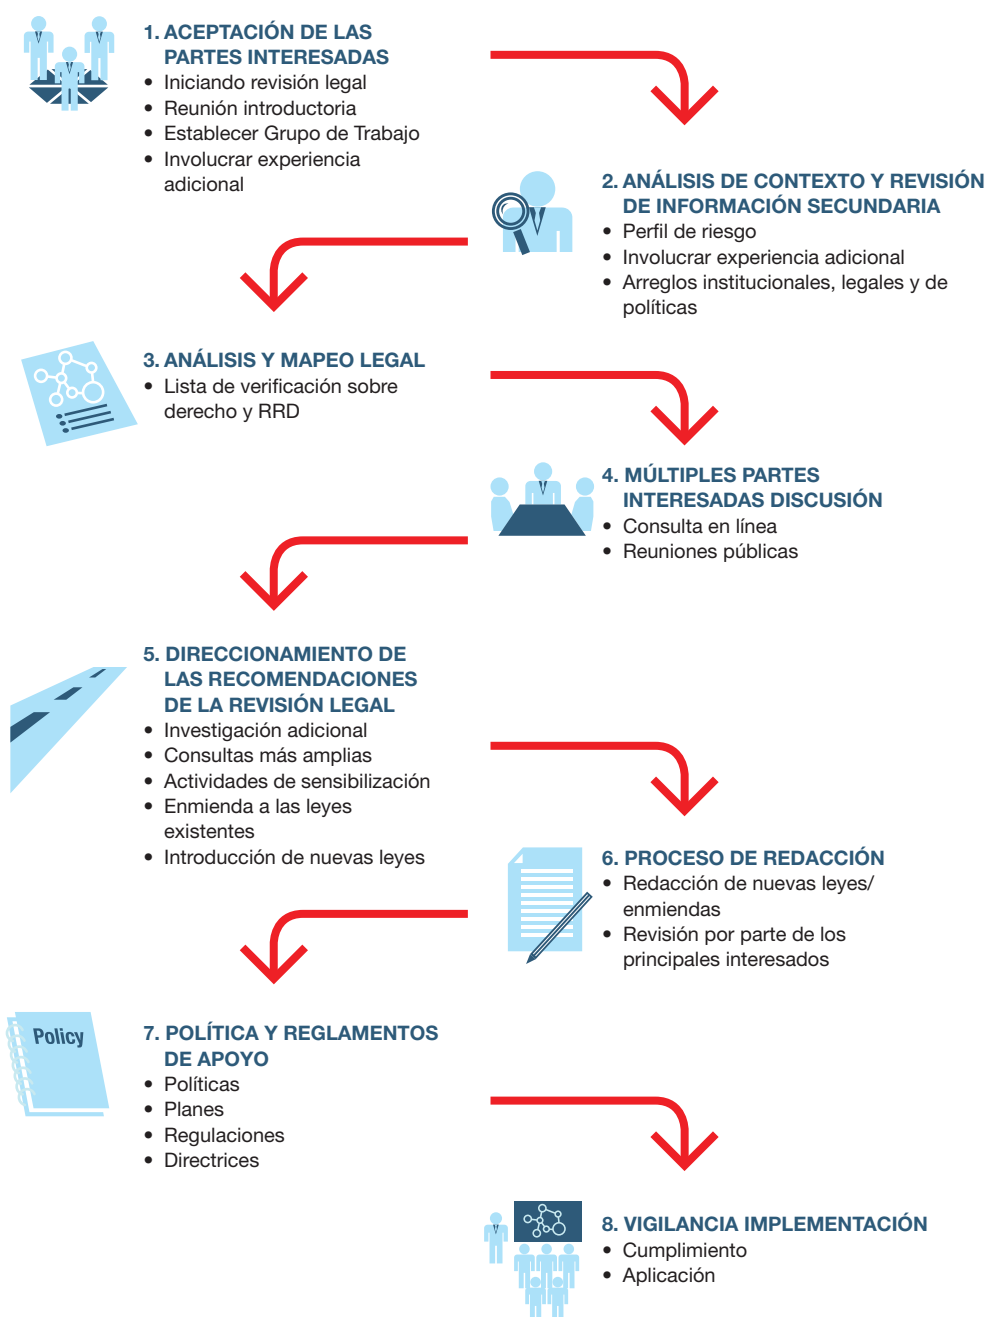 1. ACEPTACIÓN DE LAS
PARTES INTERESADAS
• Iniciando revisión legal
• Reunión introductoria
• Establecer Grupo de Trabajo
• Involucrar experiencia
adicional
2. ANÁLISIS DE CONTEXTO Y REVISIÓN
DE INFORMACIÓN SECUNDARIA
• Perfil de riesgo
• Involucrar experiencia adicional
• Arreglos institucionales, legales y de
políticas
3. ANÁLISIS Y MAPEO LEGAL
• Lista de verificación sobre
derecho y RRD
4. MÚLTIPLES PARTES
INTERESADAS DISCUSIÓN
• Consulta en línea
• Reuniones públicas
5. DIRECCIONAMIENTO DE
LAS RECOMENDACIONES
DE LA REVISIÓN LEGAL
• Investigación adicional
• Consultas más amplias
• Actividades de sensibilización
• Enmienda a las leyes
existentes
• Introducción de nuevas leyes
6. PROCESO DE REDACCIÓN
• Redacción de nuevas leyes/
enmiendas
• Revisión por parte de los
principales interesados
Policy
7. POLÍTICA Y REGLAMENTOS
DE APOYO
• Políticas
• Planes
• Regulaciones
• Directrices
8. VIGILANCIA IMPLEMENTACIÓN
• Cumplimiento
• Aplicación